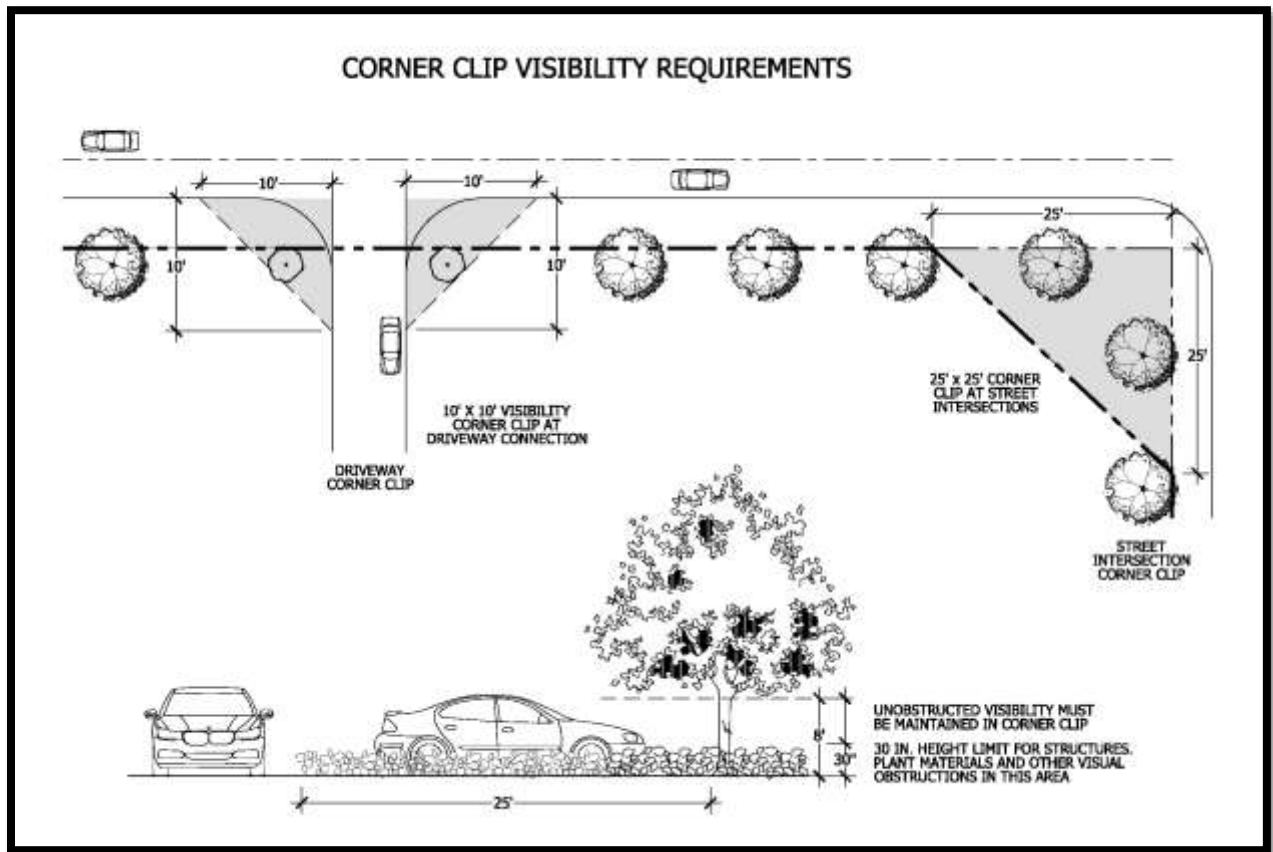 CORNER CLIP VISIBILITY REQUIREMENTS
10'
10'
25'
10'
10'
25'
25' x 25' CORNER
CLIP AT STREET
INTERSECTIONS
10' X 10' VISIBILITY
CORNER CLIP AT
DRIVEWAY CONNECTION
DRIVEWAY
CORNER CLIP
STREET
INTERSECTION
CORNER CLIP
UNOBSTRUCTED VISIBILITY MUST
BE MAINTAINED IN CORNER CLIP
8'
30"
30 IN. HEIGHT LIMIT FOR STRUCTURES.
PLANT MATERIALS AND OTHER VISUAL
OBSTRUCTIONS IN THIS AREA
25'